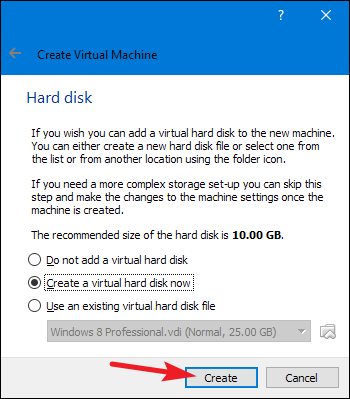 ?
Create Virtual Machine
Hard disk
If you wish you can add a virtual hard disk to the new machine.
You can either create a new hard disk file or select one from
the list or from another location using the folder icon.
If you need a more complex storage set-up you can skip this
step and make the changes to the machine settings once the
machine is created.
The recommended size of the hard disk is 10.00 GB.
Do not add a virtual hard disk
Create a virtual hard disk now
Use an existing virtual hard disk file
Windows 8 Professional.vdi (Normal, 25.00 GB)
Create Cancel